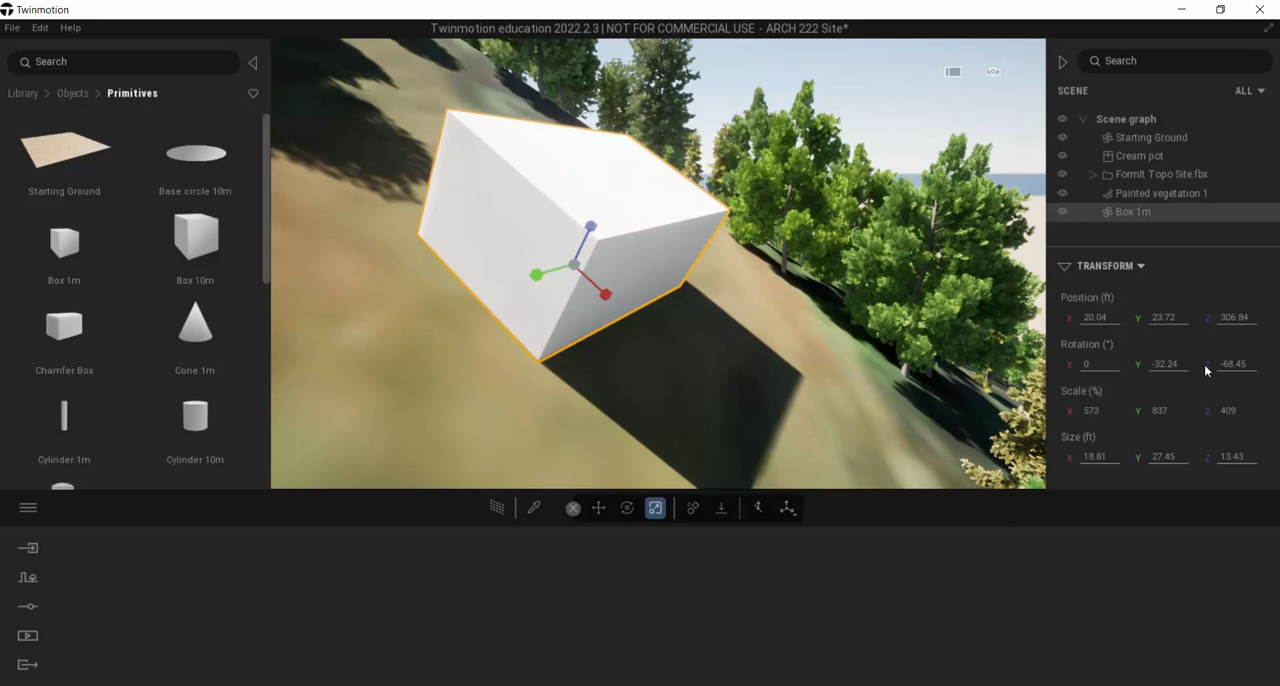 Twinmotion
File Edit Help
Twinmotion education 2022.2.3 | NOT FOR COMMERCIAL USE - ARCH 222 Site*
Search
Library > Objects > Primitives
Starting Ground
Base circle 10m
Box 1m
Box 10m
Chamfer Box
Cone 1m
Cylinder 1m
Cylinder 10m
Search
SCENE ALL
Scene graph
Starting Ground
Cream pot
FormIt Topo Site.fbx
Painted vegetation 1
Box 1m
TRANSFORM
Position (ft)
X 20.04 Y 23.72 Z 306.84
Rotation (°)
X 0 Y -32.24 Z -68.45
Scale (%)
X 573 Y 837 Z 409
Size (ft)
X 18.81 Y 27.45 Z 13.43